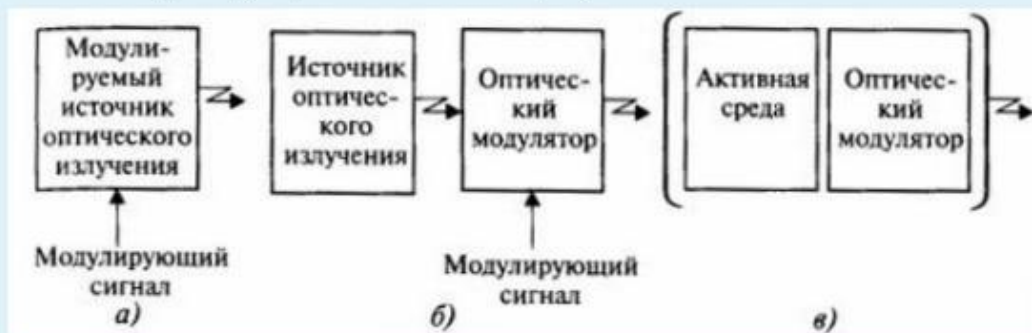 Модули-
руемый
источник
оптического
излучения
Модулирующий
сигнал
а)
Источник
оптичес-
кого
излучения
Оптичес-
кий
модулятор
Модулирующий
сигнал
б)
Активная
среда
Оптичес-
кий
модулятор
в)